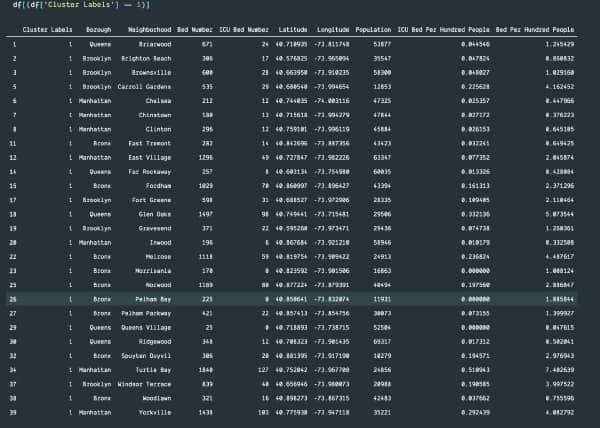 df[(df['Cluster Labels'] == 1)]
Cluster Labels Borough Neighborhood Bed Number ICU Bed Number Latitude Longitude Population ICU Bed Per Hundred People Bed Per Hundred People
1 1 Queens Briarwood 671 24 40.710935 -73.811748 53877 0.044546 1.245429
2 1 Brooklyn Brighton Beach 306 17 40.576825 -73.965094 35547 0.047824 0.860832
3 1 Brooklyn Brownsville 600 28 40.663950 -73.910235 58300 0.048027 1.029160
5 1 Brooklyn Carroll Gardens 535 29 40.680540 -73.994654 12853 0.225628 4.162452
6 1 Manhattan Chelsea 212 12 40.744035 -74.003116 47325 0.025357 0.447966
7 1 Manhattan Chinatown 180 13 40.715618 -73.994279 47844 0.027172 0.376223
8 1 Manhattan Clinton 296 12 40.759101 -73.996119 45884 0.026153 0.645105
11 1 Bronx East Tremont 282 14 40.842696 -73.887356 43423 0.032241 0.649425
12 1 Manhattan East Village 1296 49 40.727847 -73.982226 63347 0.077352 2.045874
14 1 Queens Far Rockaway 257 8 40.603134 -73.754980 60035 0.013326 0.428084
15 1 Bronx Fordham 1029 70 40.860997 -73.896427 43394 0.161313 2.371296
17 1 Brooklyn Fort Greene 598 31 40.688527 -73.972906 28335 0.109405 2.110464
18 1 Queens Glen Oaks 1497 98 40.749441 -73.715481 29506 0.332136 5.073544
19 1 Brooklyn Gravesend 371 22 40.595260 -73.973471 29436 0.074738 1.260361
20 1 Manhattan Inwood 196 6 40.867684 -73.921210 58946 0.010179 0.332508
22 1 Bronx Melrose 1118 59 40.819754 -73.909422 24913 0.236824 4.487617
23 1 Bronx Morrisania 170 0 40.823592 -73.901506 16863 0.000000 1.008124
25 1 Bronx Norwood 1169 80 40.877224 -73.879391 40494 0.197560 2.886847
26 1 Bronx Pelham Bay 225 0 40.850641 -73.832074 11931 0.000000 1.885844
27 1 Bronx Pelham Parkway 421 22 40.857413 -73.854756 30073 0.073155 1.399927
29 1 Queens Queens Village 25 0 40.718893 -73.738715 52504 0.000000 0.047615
30 1 Queens Ridgewood 348 12 40.708323 -73.901435 69317 0.017312 0.502041
32 1 Bronx Spuyten Duyvil 306 20 40.881395 -73.917190 10279 0.194571 2.976943
34 1 Manhattan Turtle Bay 1840 127 40.752042 -73.967708 24856 0.510943 7.402639
37 1 Brooklyn Windsor Terrace 839 40 40.656946 -73.980073 20988 0.190585 3.997522
38 1 Bronx Woodlawn 321 16 40.898273 -73.867315 42483 0.037662 0.755596
39 1 Manhattan Yorkville 1438 103 40.775930 -73.947118 35221 0.292439 4.082792